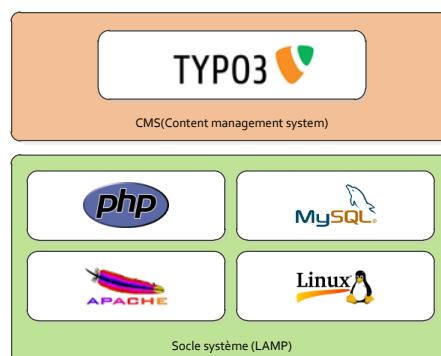 TYPO3
CMS(Content management system)
php
MySQL®
APACHE
Linux
Socle système (LAMP)